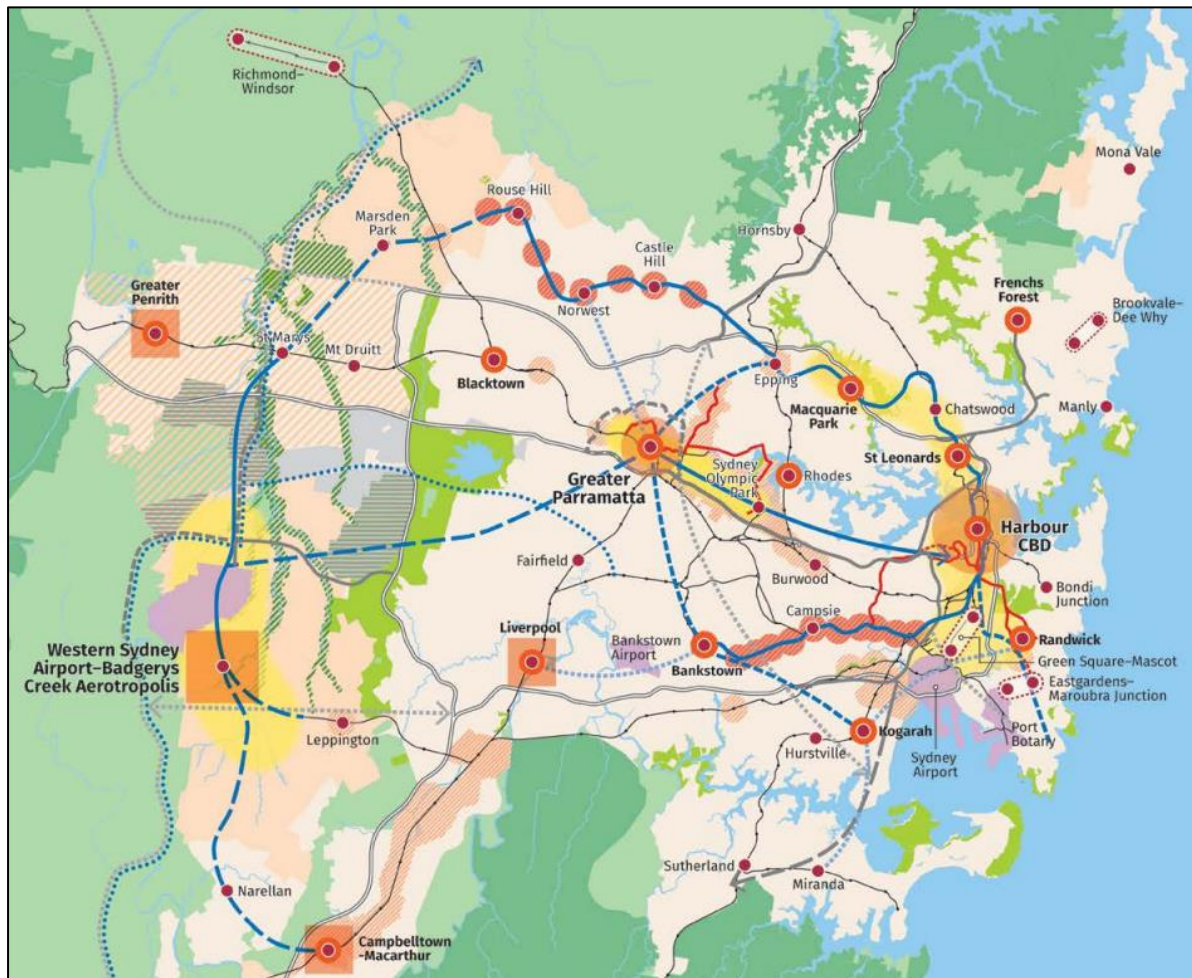 Richmond–
Windsor
Mona Vale
Rouse Hill
Marsden
Park
Hornsby
Castle
Hill
Greater
Penrith
Norwest
Frenchs
Forest
Brookvale–
Dee Why
St Marys
Mt Druitt
Blacktown
Epping
Macquarie
Park
Chatswood
Manly
St Leonards
Greater
Parramatta
Sydney
Olympic
Park
Rhodes
Harbour
CBD
Fairfield
Burwood
Bondi
Junction
Campsie
Liverpool
Bankstown
Airport
Bankstown
Randwick
Green Square–Mascot
Western Sydney
Airport–Badgerys
Creek Aerotropolis
Eastgardens–
Maroubra Junction
Leppington
Kogarah
Port
Botany
Hurstville
Sydney
Airport
Sutherland
Miranda
Narellan
Campbelltown
-Macarthur